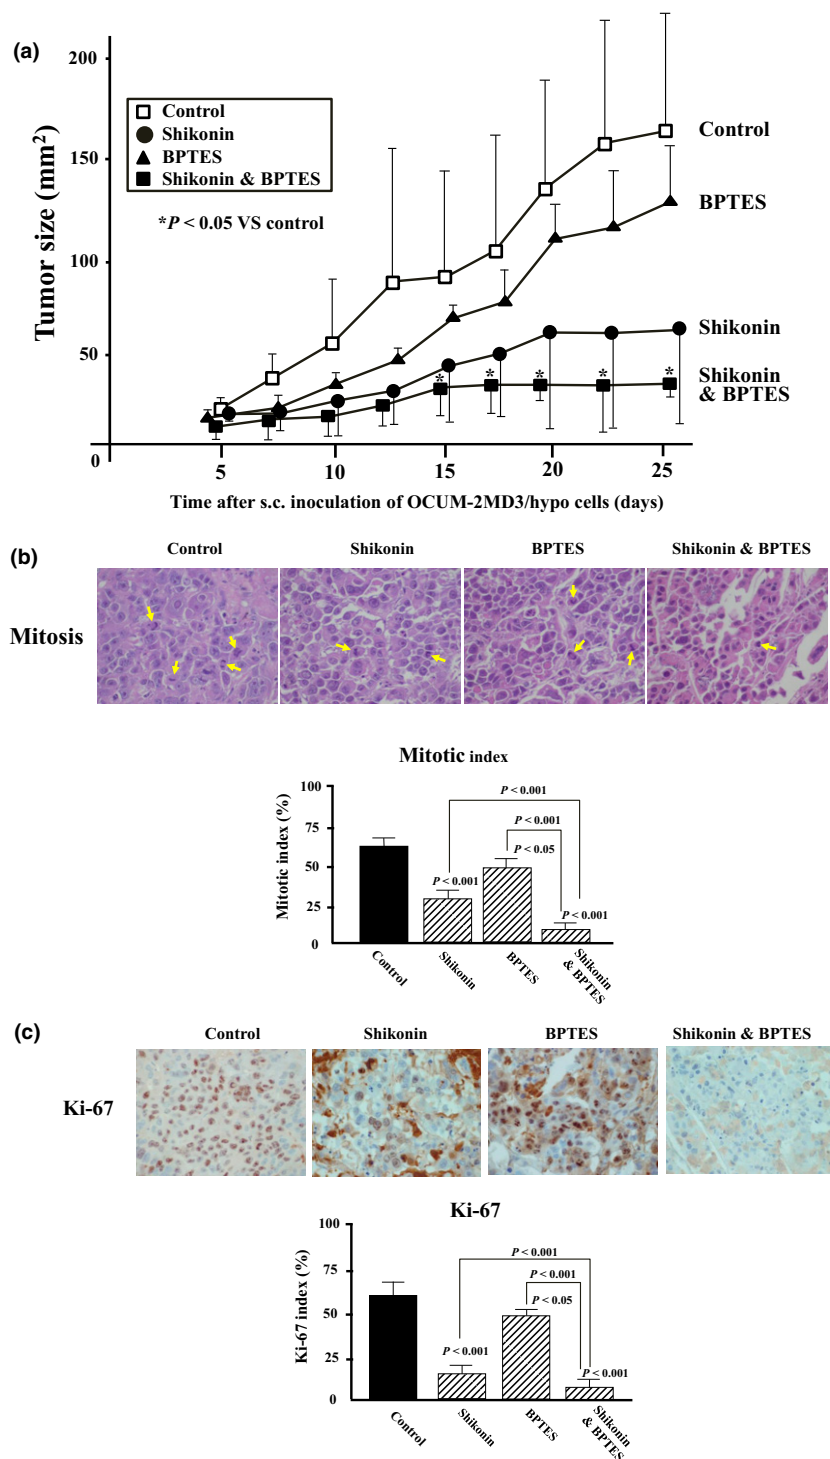 (a)
200
150
100
50
0
Tumor size (mm²)
Control
Shikonin
BPTES
Shikonin & BPTES
*P < 0.05 VS control
Control
BPTES
Shikonin
Shikonin
& BPTES
* * * * *
5 10 15 20 25
Time after s.c. inoculation of OCUM-2MD3/hypo cells (days)
(b)
Control Shikonin BPTES Shikonin & BPTES
Mitosis
Mitotic index
Mitotic index (%)
100
75
50
25
0
P < 0.001
P < 0.001
P < 0.05
P < 0.001
P < 0.001
Control
Shikonin
BPTES
Shikonin
& BPTES
(c)
Control Shikonin BPTES Shikonin & BPTES
Ki-67
Ki-67
Ki-67 index (%)
100
75
50
25
0
P < 0.001
P < 0.001
P < 0.05
P < 0.001
P < 0.001
Control
Shikonin
BPTES
Shikonin
& BPTES